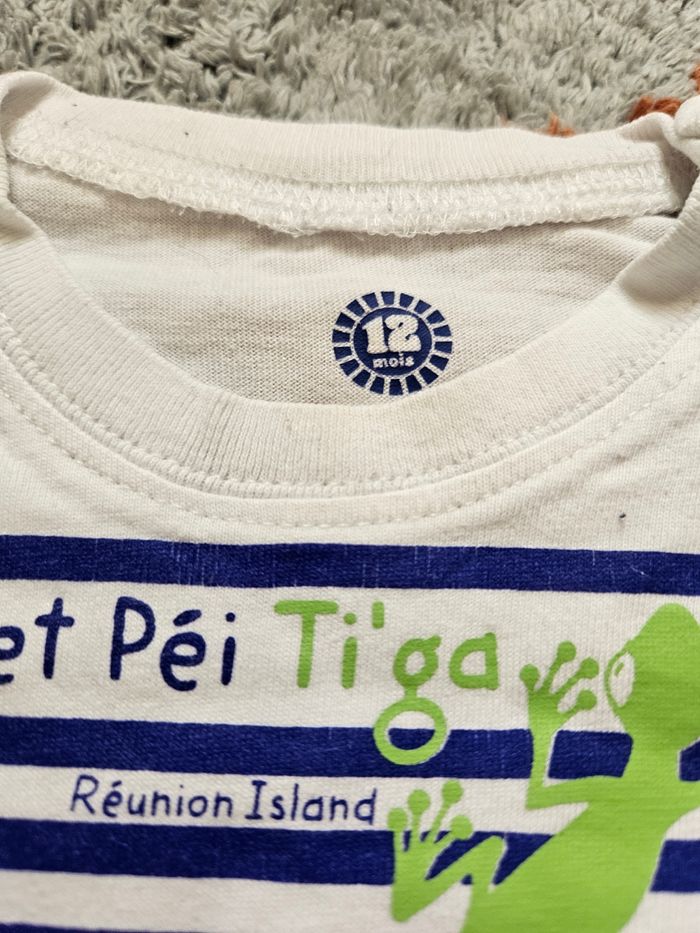 12
mois
et Péi Ti'ga
Réunion Island